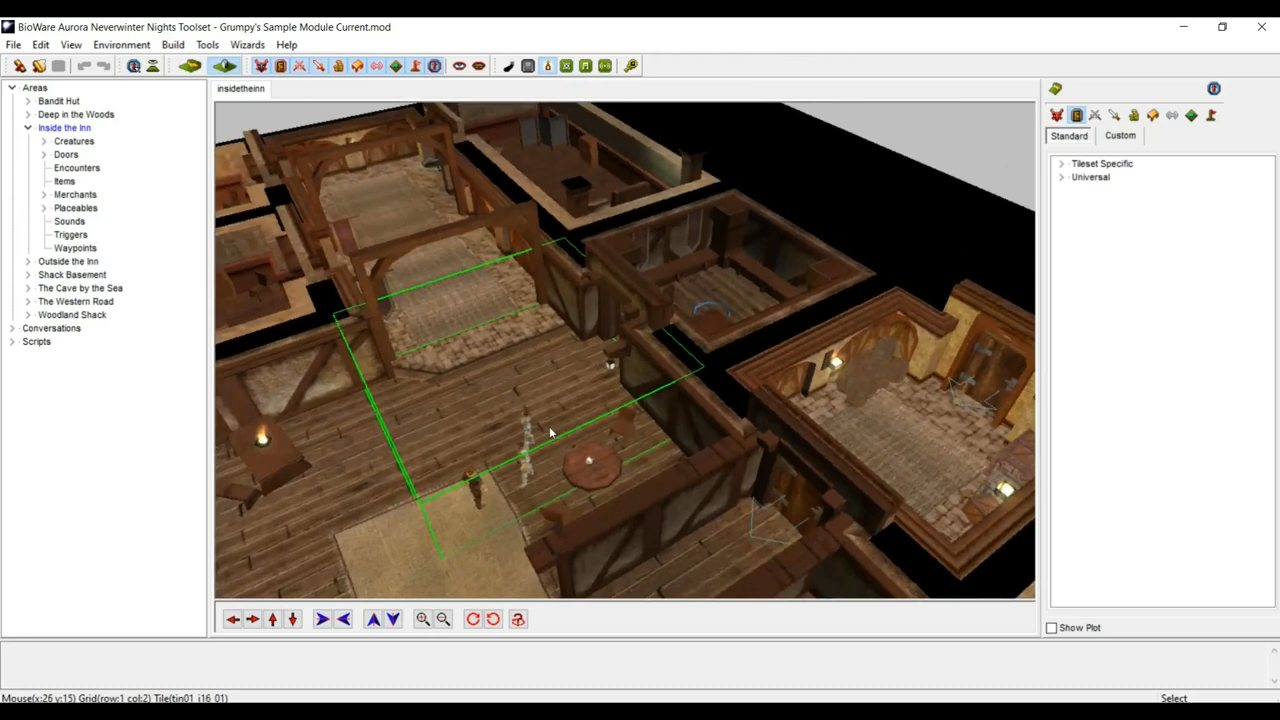 BioWare Aurora Neverwinter Nights Toolset - Grumpy's Sample Module Current.mod
File Edit View Environment Build Tools Wizards Help
Areas
Bandit Hut
Deep in the Woods
Inside the Inn
Creatures
Doors
Encounters
Items
Merchants
Placeables
Sounds
Triggers
Waypoints
Outside the Inn
Shack Basement
The Cave by the Sea
The Western Road
Woodland Shack
Conversations
Scripts
insidetheinn
Standard Custom
Tileset Specific
Universal
Show Plot
Mouse(x:26 y:15) Grid(row:1 col:2) Tile(tin01_i16_01)
Select